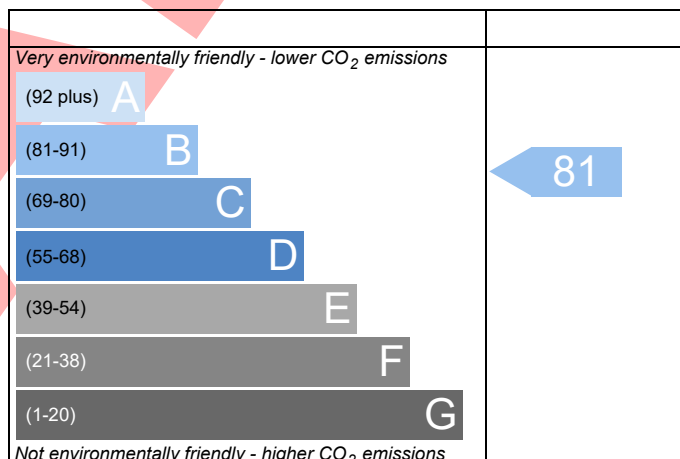 Very environmentally friendly - lower CO2 emissions
(92 plus) A
(81-91) B
81
(69-80) C
(55-68) D
(39-54) E
(21-38) F
(1-20) G
Not environmentally friendly - higher CO2 emissions